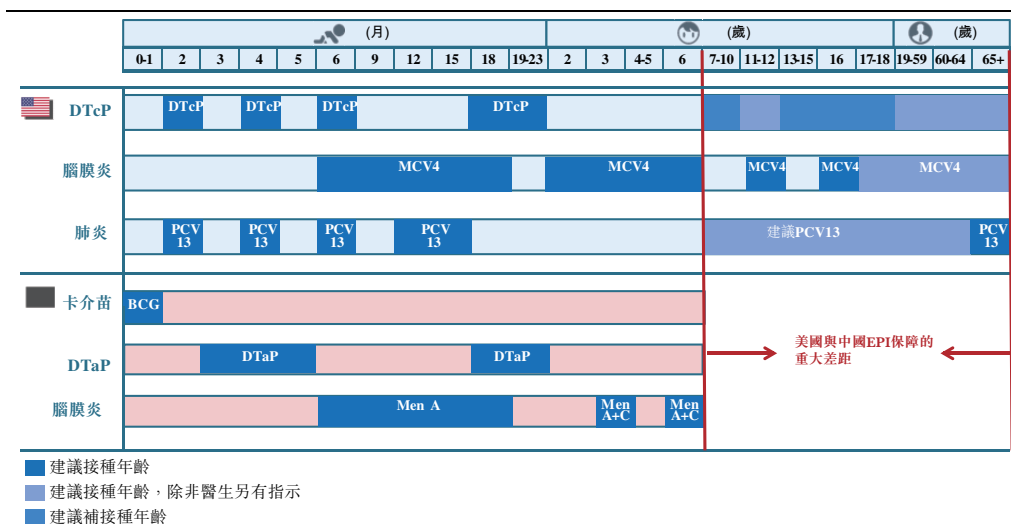 (月) (歲) (歲)
0-1 2 3 4 5 6 9 12 15 18 19-23 2 3 4-5 6 7-10 11-12 13-15 16 17-18 19-59 60-64 65+
DTcP DTcP DTcP DTcP DTcP
腦膜炎 MCV4 MCV4 MCV4 MCV4 MCV4
肺炎 PCV 13 PCV 13 PCV 13 PCV 13 建議PCV13 PCV 13
卡介苗 BCG
DTaP DTaP DTaP
美國與中國EPI保障的
重大差距
腦膜炎 Men A Men A+C Men A+C
建議接種年齡
建議接種年齡，除非醫生另有指示
建議補接種年齡